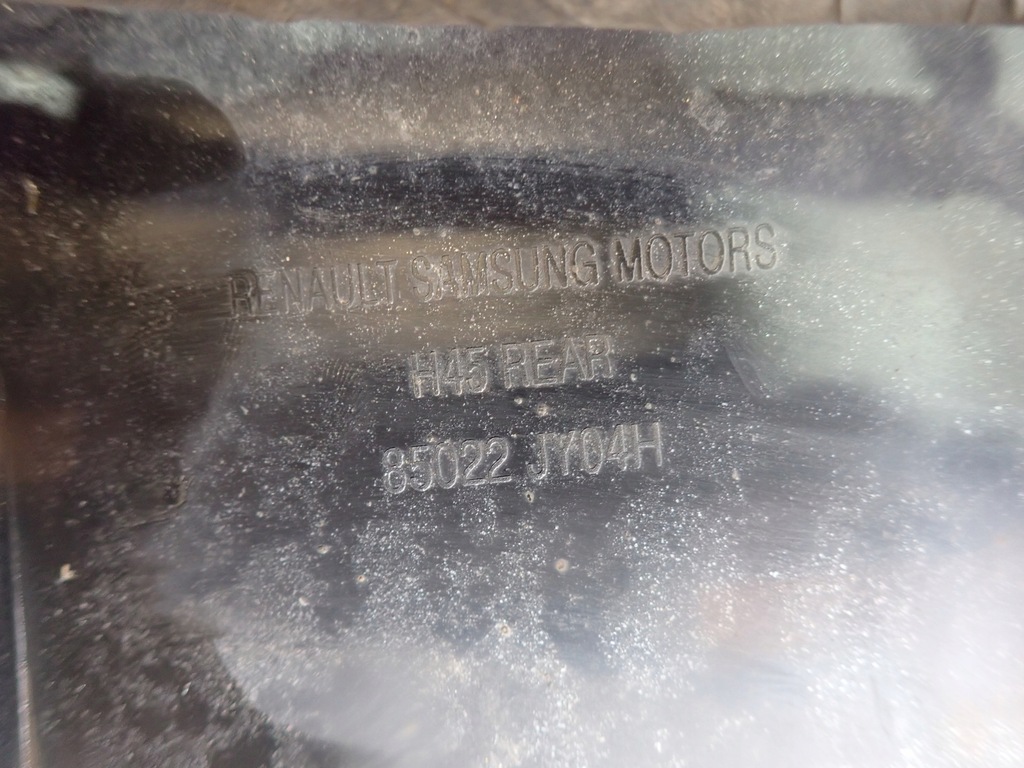 RENAULT SAMSUNG MOTORS
H45 REAR
85022 JY04H